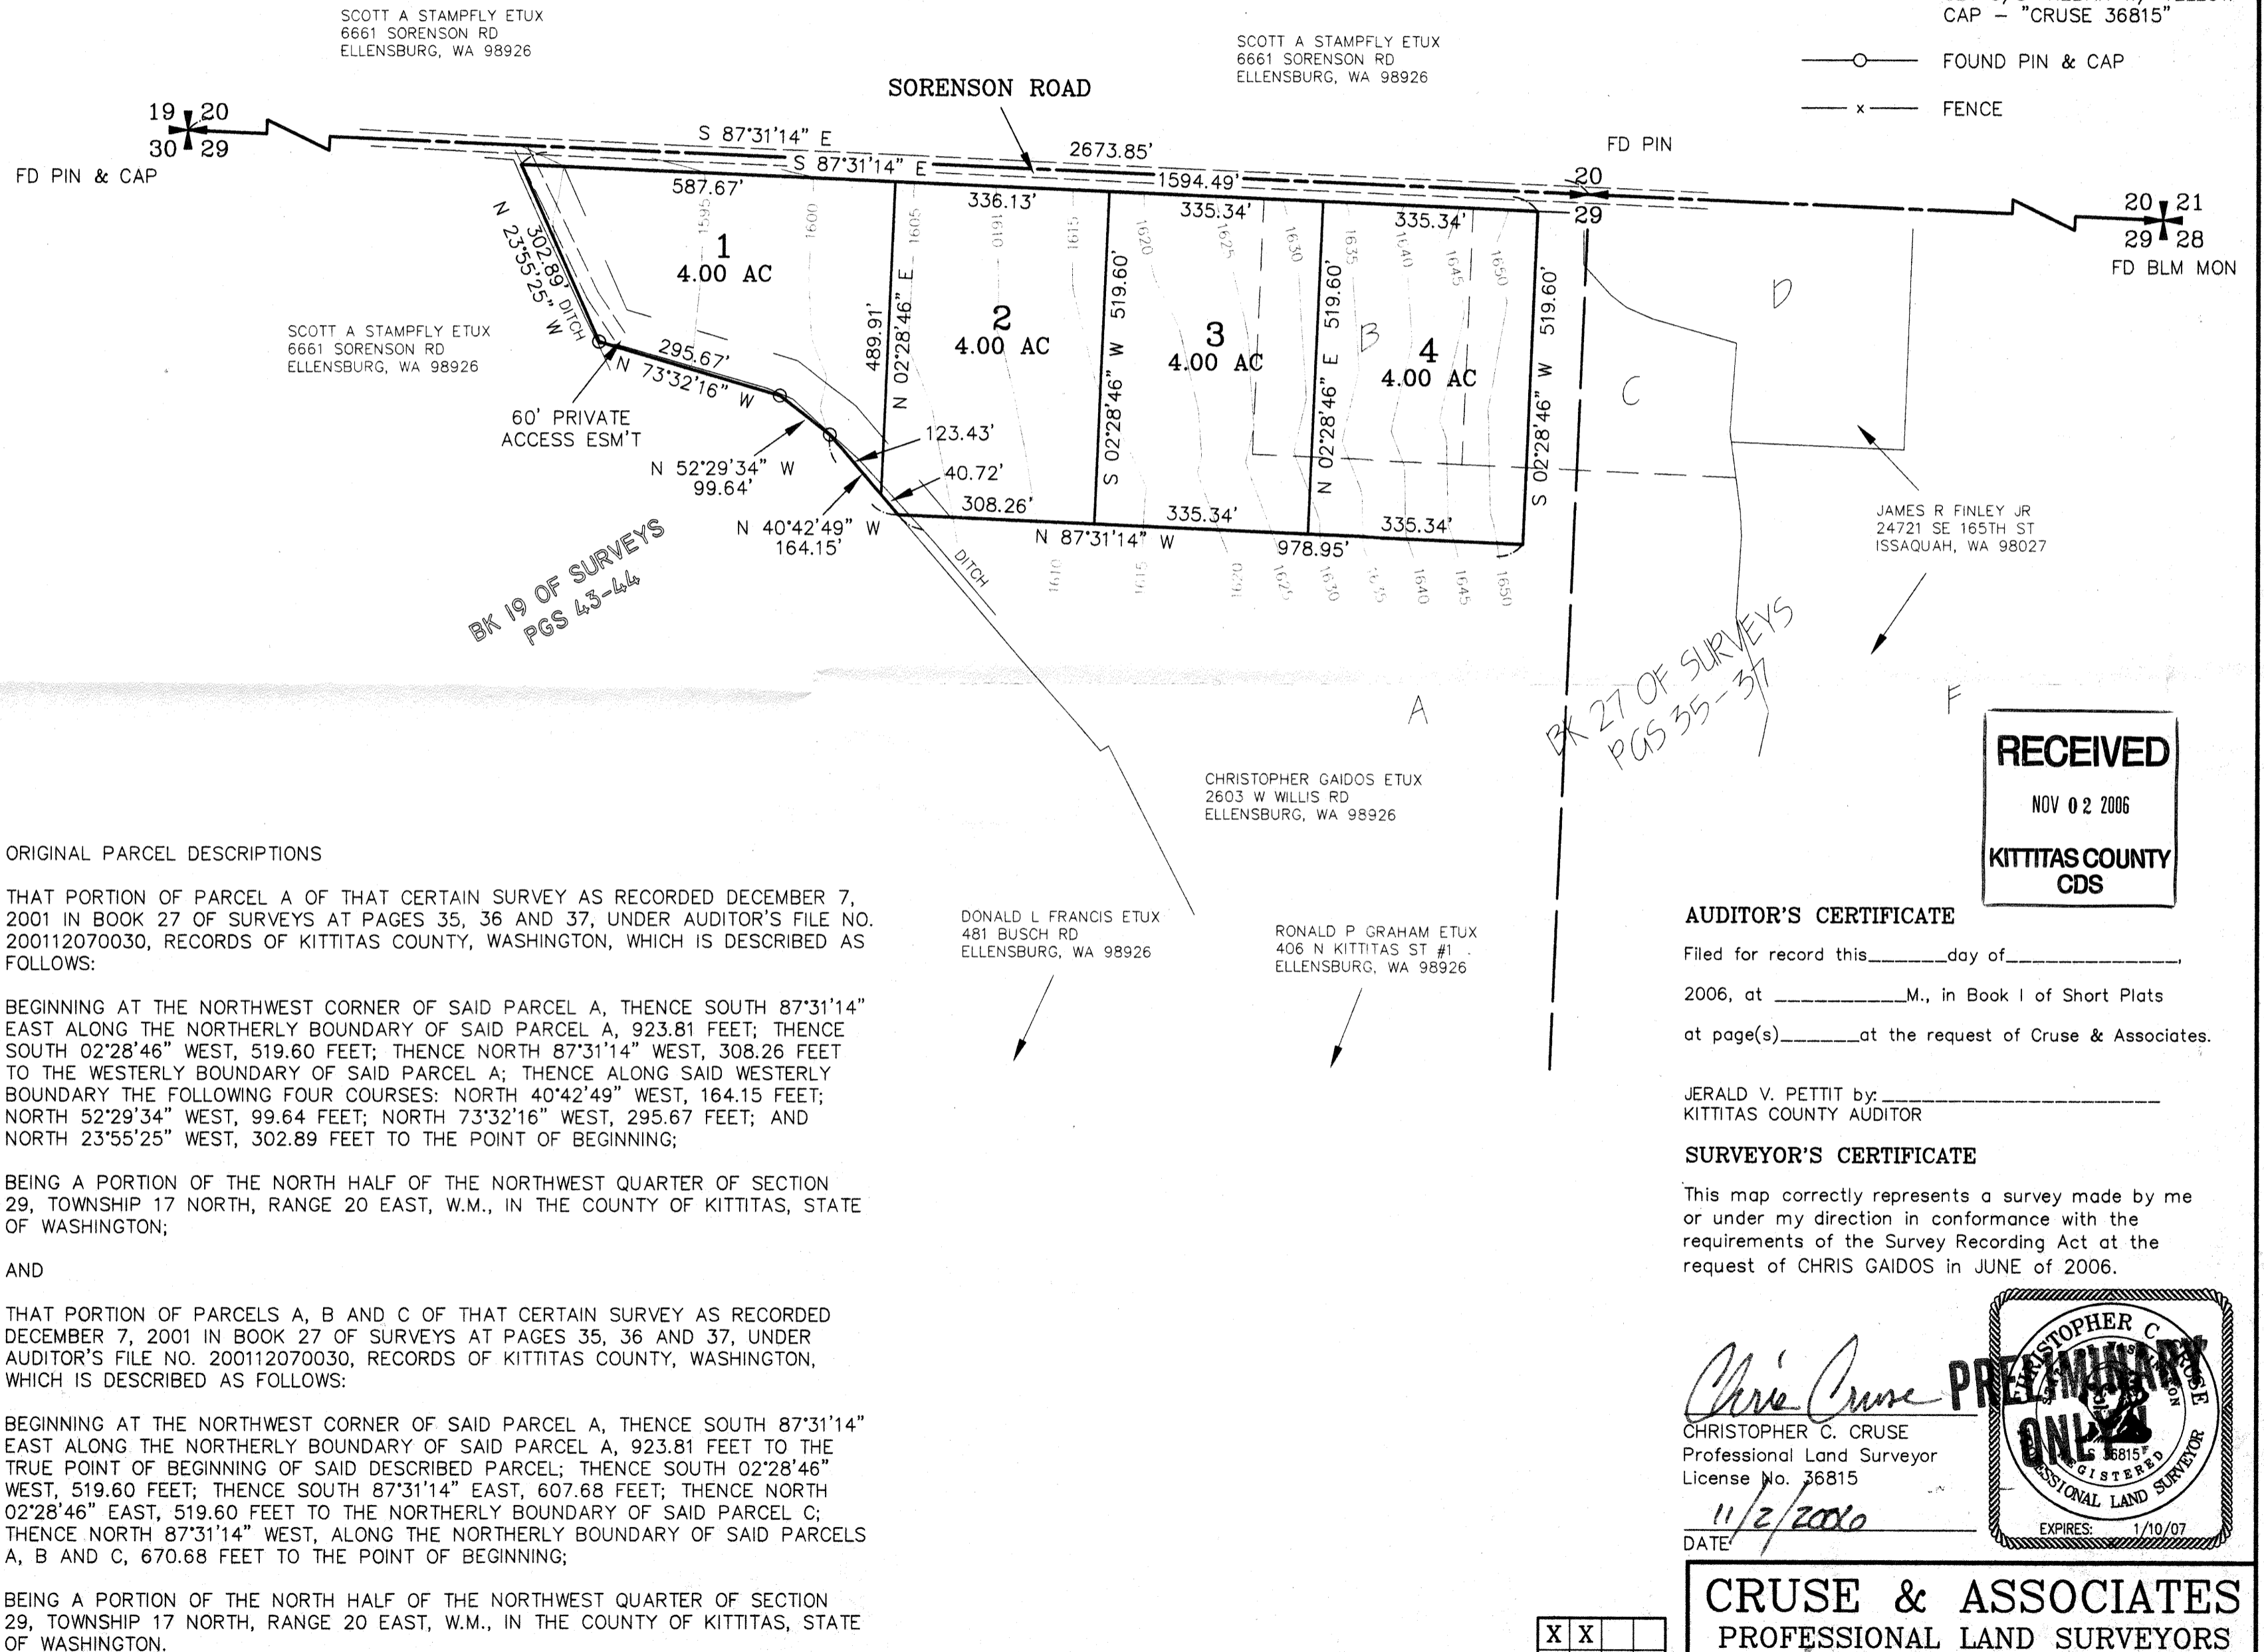 CAP – "CRUSE 36815"
FOUND PIN & CAP
x FENCE
SCOTT A STAMPFLY ETUX
6661 SORENSON RD
ELLENSBURG, WA 98926
SCOTT A STAMPFLY ETUX
6661 SORENSON RD
ELLENSBURG, WA 98926
SORENSON ROAD
19 20
30 29
FD PIN & CAP
S 87°31'14" E
2673.85'
S 87°31'14" E
1594.49'
FD PIN
20
29
20 21
29 28
FD BLM MON
587.67'
336.13'
335.34'
335.34'
1595
1600
1605
1610
1615
1620
1625
1630
1635
1640
1645
1650
302.89'
N 23°55'25" W
DITCH
1
4.00 AC
2
4.00 AC
3
4.00 AC
4
4.00 AC
B
C
D
489.91'
N 02°28'46" E
S 02°28'46" W 519.60'
N 02°28'46" E 519.60'
S 02°28'46" W 519.60'
SCOTT A STAMPFLY ETUX
6661 SORENSON RD
ELLENSBURG, WA 98926
295.67'
N 73°32'16" W
60' PRIVATE
ACCESS ESM'T
123.43'
40.72'
N 52°29'34" W
99.64'
N 40°42'49" W
164.15'
308.26'
335.34'
335.34'
N 87°31'14" W
978.95'
DITCH
1610
1615
1620
1625
1630
1635
1640
1645
1650
BK 19 OF SURVEYS
PGS 43-44
JAMES R FINLEY JR
24721 SE 165TH ST
ISSAQUAH, WA 98027
BK 27 OF SURVEYS
PGS 35-37
A
F
RECEIVED
NOV 02 2006
KITTITAS COUNTY
CDS
CHRISTOPHER GAIDOS ETUX
2603 W WILLIS RD
ELLENSBURG, WA 98926
DONALD L FRANCIS ETUX
481 BUSCH RD
ELLENSBURG, WA 98926
RONALD P GRAHAM ETUX
406 N KITTITAS ST #1
ELLENSBURG, WA 98926
ORIGINAL PARCEL DESCRIPTIONS
THAT PORTION OF PARCEL A OF THAT CERTAIN SURVEY AS RECORDED DECEMBER 7,
2001 IN BOOK 27 OF SURVEYS AT PAGES 35, 36 AND 37, UNDER AUDITOR'S FILE NO.
200112070030, RECORDS OF KITTITAS COUNTY, WASHINGTON, WHICH IS DESCRIBED AS
FOLLOWS:
BEGINNING AT THE NORTHWEST CORNER OF SAID PARCEL A, THENCE SOUTH 87°31'14"
EAST ALONG THE NORTHERLY BOUNDARY OF SAID PARCEL A, 923.81 FEET; THENCE
SOUTH 02°28'46" WEST, 519.60 FEET; THENCE NORTH 87°31'14" WEST, 308.26 FEET
TO THE WESTERLY BOUNDARY OF SAID PARCEL A; THENCE ALONG SAID WESTERLY
BOUNDARY THE FOLLOWING FOUR COURSES: NORTH 40°42'49" WEST, 164.15 FEET;
NORTH 52°29'34" WEST, 99.64 FEET; NORTH 73°32'16" WEST, 295.67 FEET; AND
NORTH 23°55'25" WEST, 302.89 FEET TO THE POINT OF BEGINNING;
BEING A PORTION OF THE NORTH HALF OF THE NORTHWEST QUARTER OF SECTION
29, TOWNSHIP 17 NORTH, RANGE 20 EAST, W.M., IN THE COUNTY OF KITTITAS, STATE
OF WASHINGTON;
AND
THAT PORTION OF PARCELS A, B AND C OF THAT CERTAIN SURVEY AS RECORDED
DECEMBER 7, 2001 IN BOOK 27 OF SURVEYS AT PAGES 35, 36 AND 37, UNDER
AUDITOR'S FILE NO. 200112070030, RECORDS OF KITTITAS COUNTY, WASHINGTON,
WHICH IS DESCRIBED AS FOLLOWS:
BEGINNING AT THE NORTHWEST CORNER OF SAID PARCEL A, THENCE SOUTH 87°31'14"
EAST ALONG THE NORTHERLY BOUNDARY OF SAID PARCEL A, 923.81 FEET TO THE
TRUE POINT OF BEGINNING OF SAID DESCRIBED PARCEL; THENCE SOUTH 02°28'46"
WEST, 519.60 FEET; THENCE SOUTH 87°31'14" EAST, 607.68 FEET; THENCE NORTH
02°28'46" EAST, 519.60 FEET TO THE NORTHERLY BOUNDARY OF SAID PARCEL C;
THENCE NORTH 87°31'14" WEST, ALONG THE NORTHERLY BOUNDARY OF SAID PARCELS
A, B AND C, 670.68 FEET TO THE POINT OF BEGINNING;
BEING A PORTION OF THE NORTH HALF OF THE NORTHWEST QUARTER OF SECTION
29, TOWNSHIP 17 NORTH, RANGE 20 EAST, W.M., IN THE COUNTY OF KITTITAS, STATE
OF WASHINGTON.
AUDITOR'S CERTIFICATE
Filed for record this_______day of_______________,
2006, at ____________M., in Book I of Short Plats
at page(s)_______at the request of Cruse & Associates.
JERALD V. PETTIT by:_________________________
KITTITAS COUNTY AUDITOR
SURVEYOR'S CERTIFICATE
This map correctly represents a survey made by me
or under my direction in conformance with the
requirements of the Survey Recording Act at the
request of CHRIS GAIDOS in JUNE of 2006.
Chris Cruse
CHRISTOPHER C. CRUSE
Professional Land Surveyor
License No. 36815
11/2/2006
DATE
PRELIMINARY
ONLY
CHRISTOPHER C. CRUSE
36815
REGISTERED
PROFESSIONAL LAND SURVEYOR
EXPIRES: 1/10/07
X X
CRUSE & ASSOCIATES
PROFESSIONAL LAND SURVEYORS